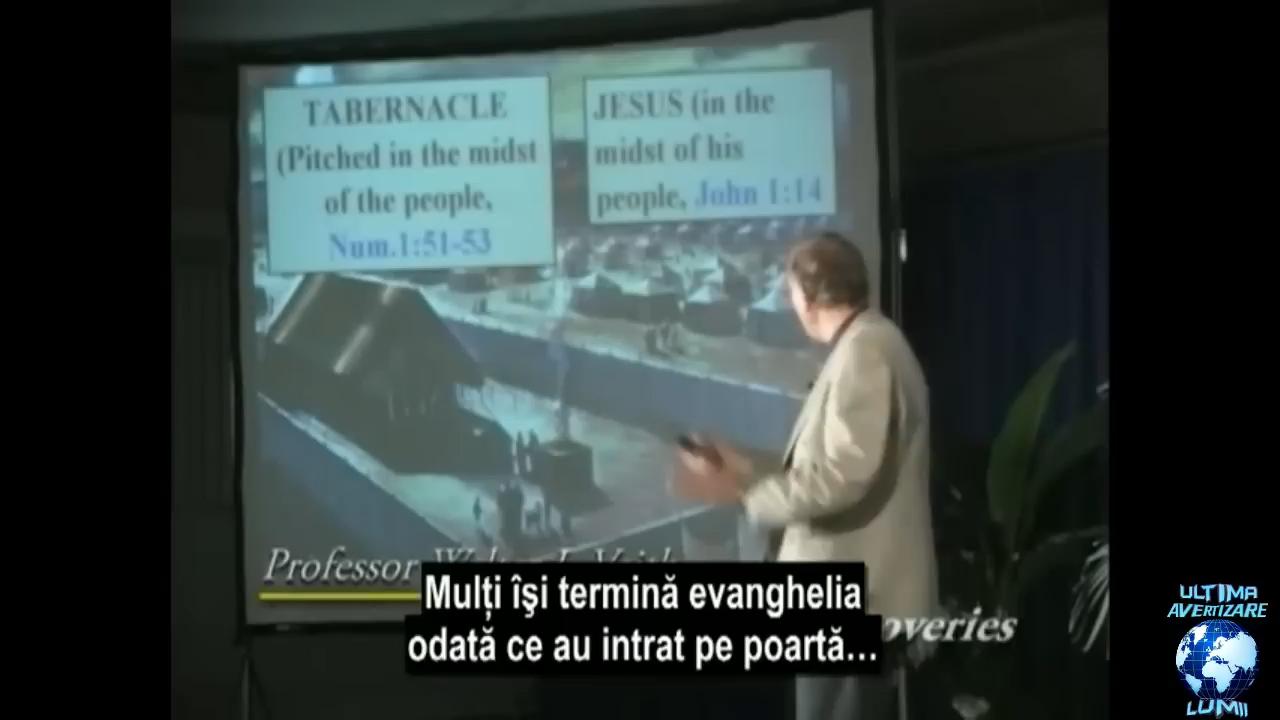 TABERNACLE
(Pitched in the midst
of the people,
Num.1:51-53
JESUS (in the
midst of his
people, John 1:14
Professor
Mulți îşi termină evanghelia
odată ce au intrat pe poartă...
overies
ULTIMA
AVERTIZARE
LUMII